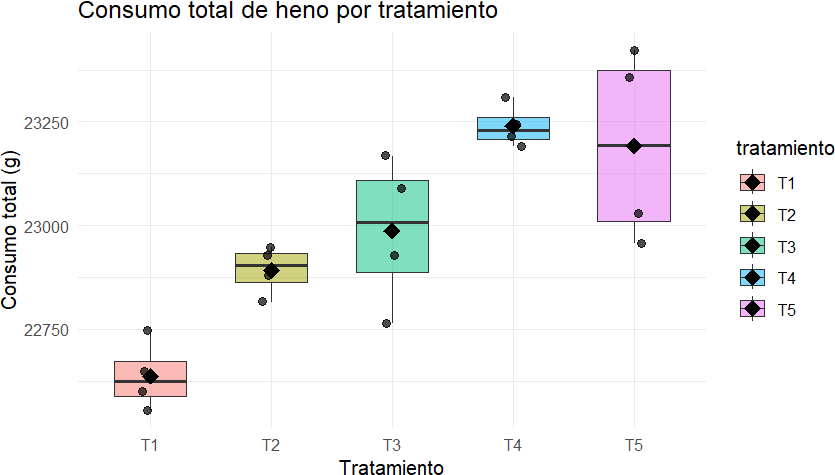 Consumo total de heno por tratamiento
Consumo total (g)
23250
23000
22750
T1
T2
T3
T4
T5
Tratamiento
tratamiento
T1
T2
T3
T4
T5